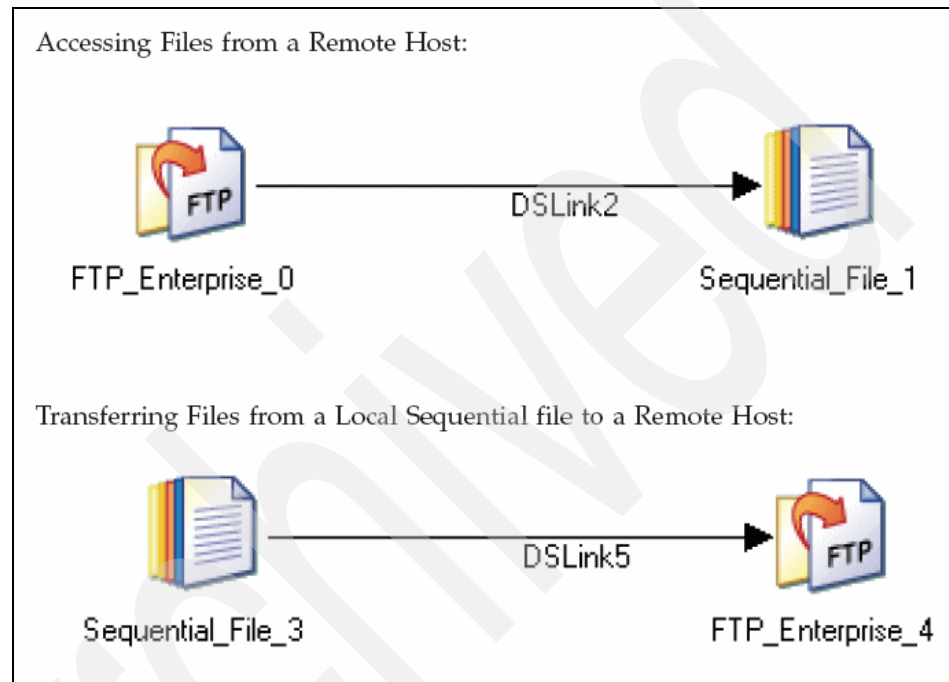 Accessing Files from a Remote Host:
FTP
DSLink2
FTP_Enterprise_0
Sequential_File_1
Transferring Files from a Local Sequential file to a Remote Host:
DSLink5
FTP
Sequential_File_3
FTP_Enterprise_4